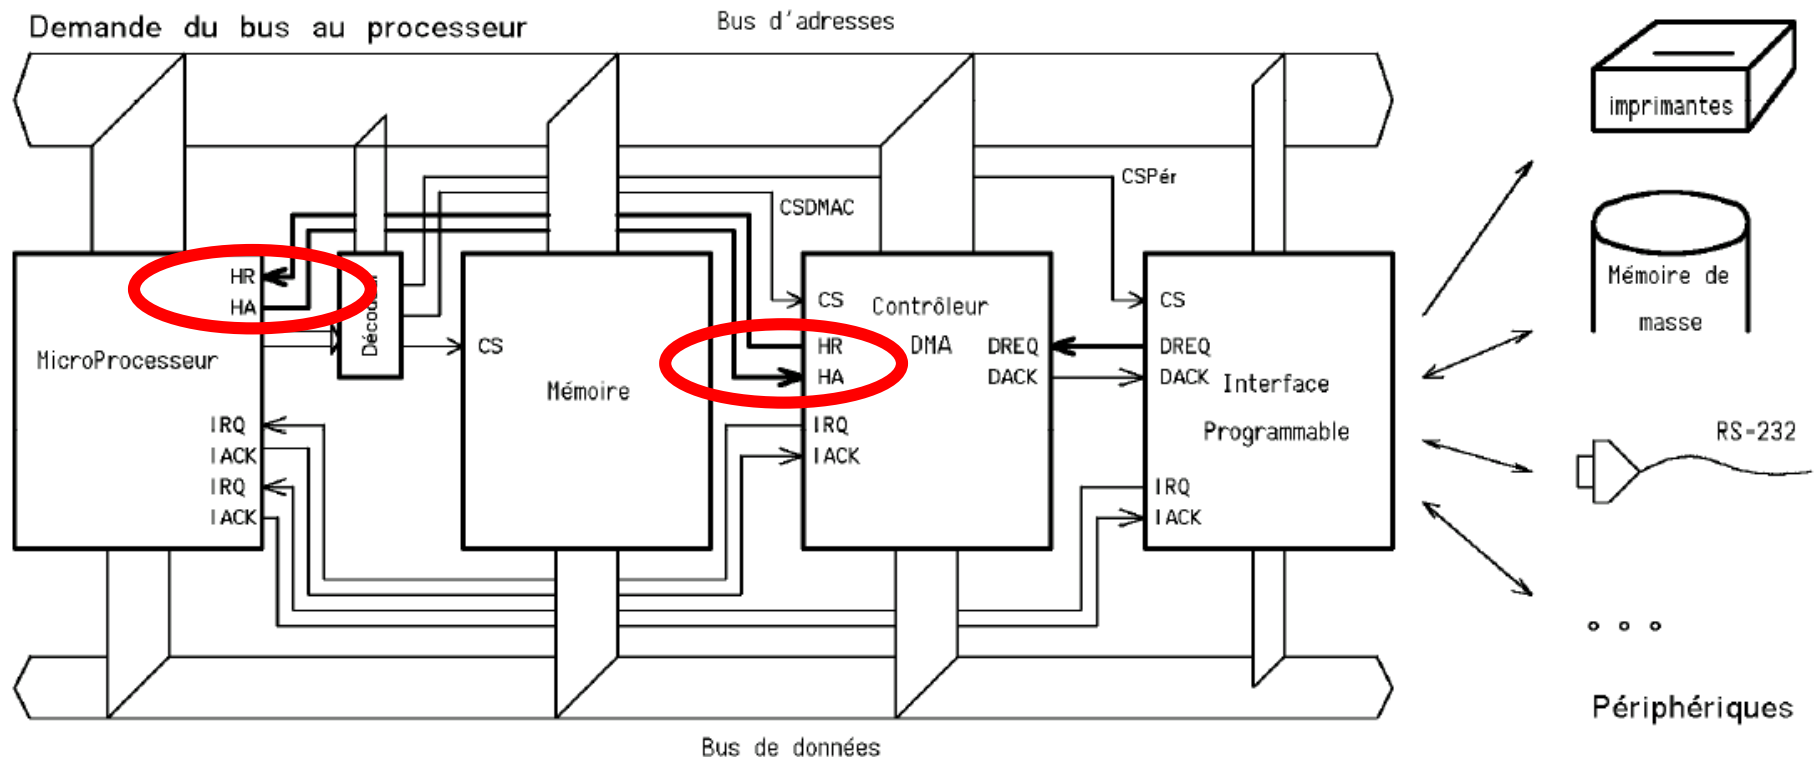 Demande du bus au processeur
Bus d'adresses
imprimantes
CSPér
CSDMAC
Mémoire de
masse
HR
HA
Décodeur
MicroProcesseur
IRQ
IACK
IRQ
IACK
CS
Mémoire
CS
Contrôleur
DMA
HR
HA
DREQ
DACK
IRQ
IACK
CS
DREQ
DACK
Interface
Programmable
IRQ
IACK
RS-232
Périphériques
Bus de données